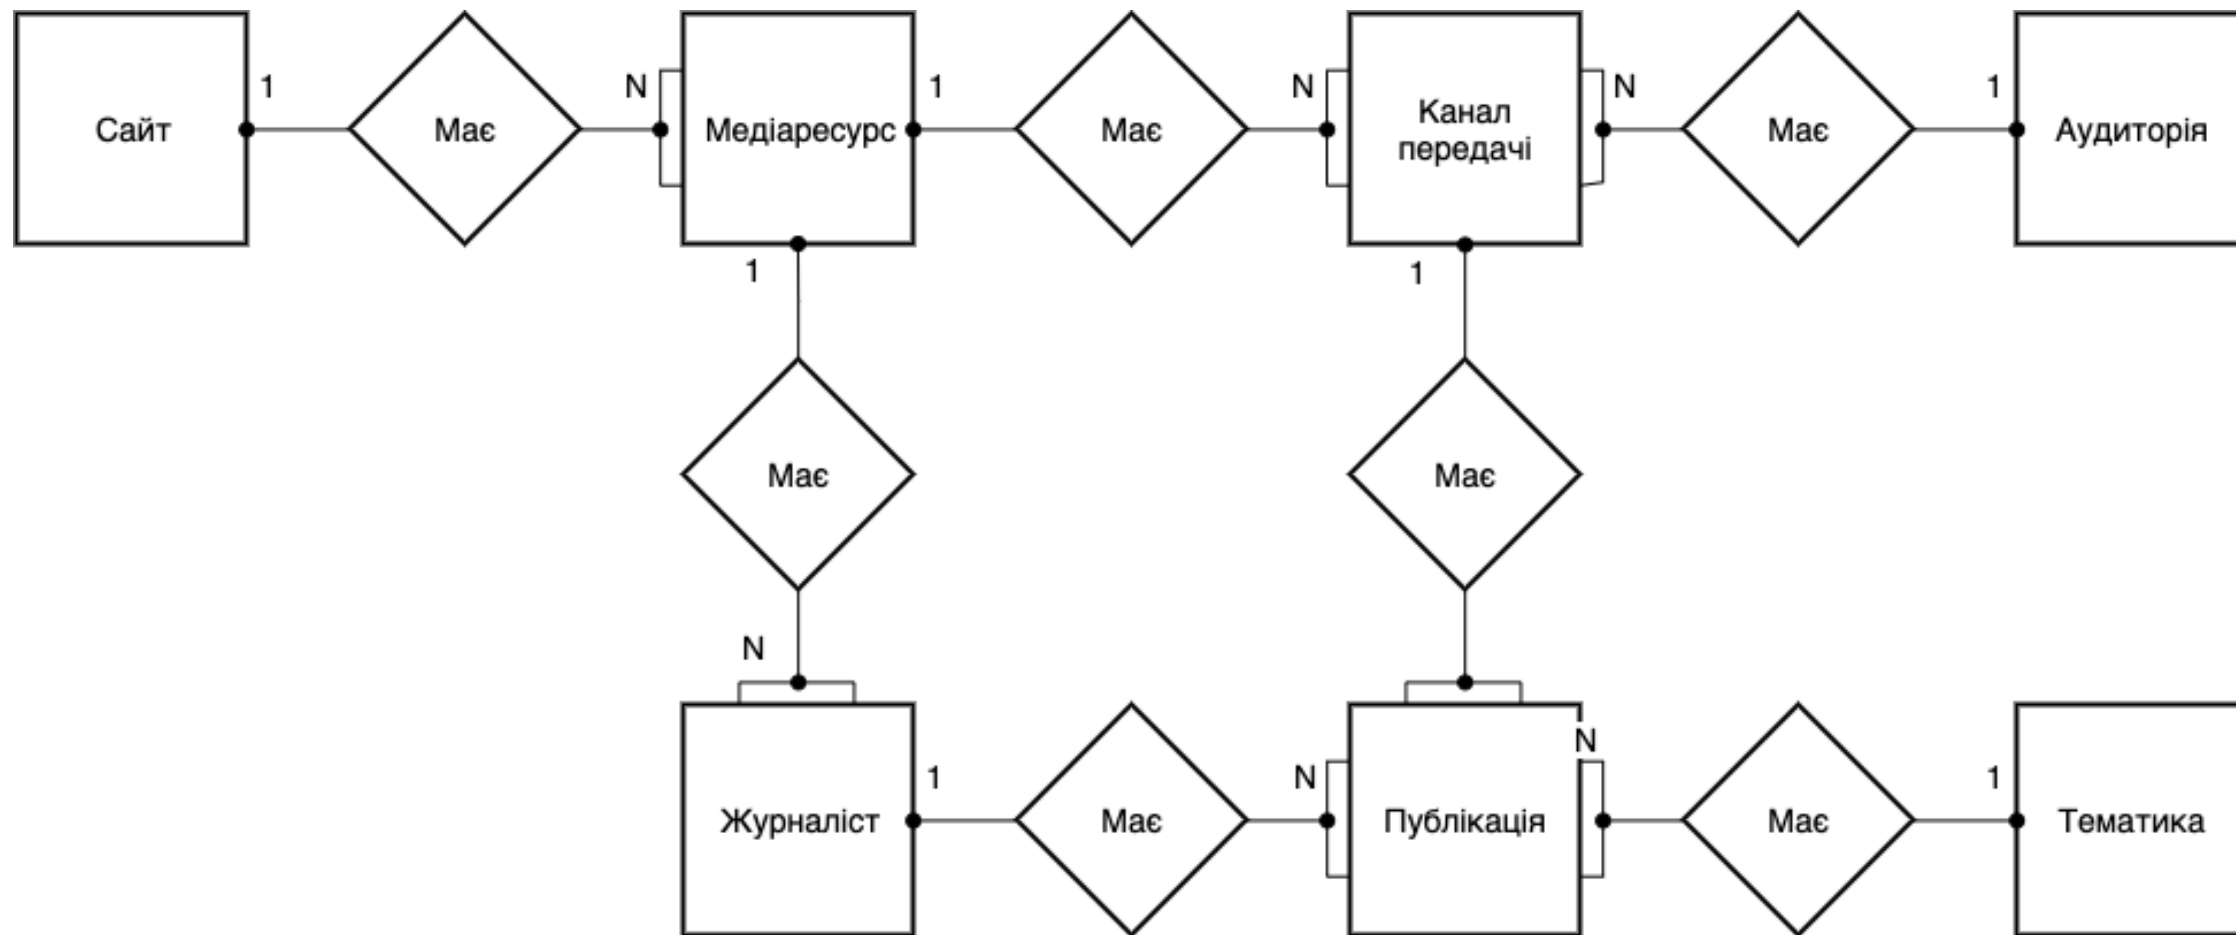 1
N
1
N
N
1
Сайт
Має
Медіаресурс
Має
Канал
передачі
Має
Аудиторія
1
1
Має
Має
N
N
1
N
1
Журналіст
Має
Публікація
Має
Тематика